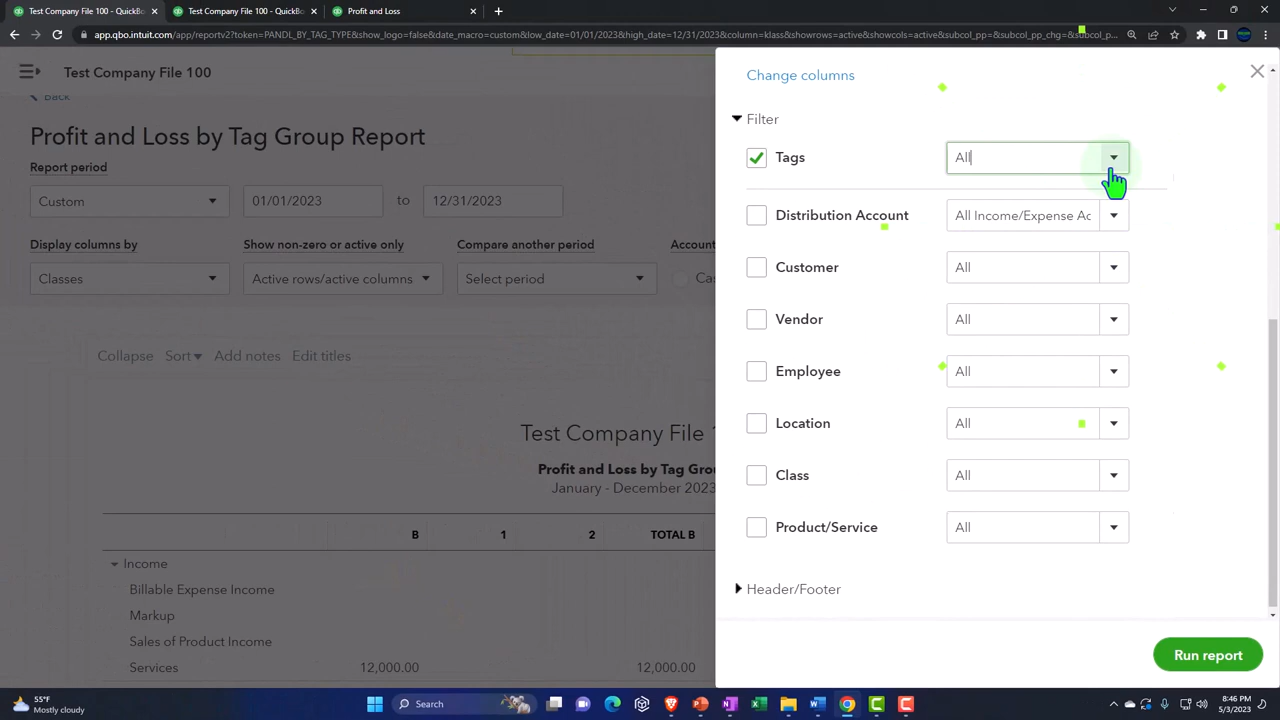 Test Company File 100 - QuickBo
Test Company File 100 - QuickBo
Profit and Loss
app.qbo.intuit.com/app/reportv2?token=PANDL_BY_TAG_TYPE&show_logo=false&date_macro=custom&low_date=01/01/2023&high_date=12/31/2023&column=klass&showrows=active&showcols=active&subcol_pp=&subcol_pp_chg=&subcol_p...
Test Company File 100
Change columns
Back
Filter
Profit and Loss by Tag Group Report
Report period
Tags
All
Custom
01/01/2023
to
12/31/2023
Distribution Account
All Income/Expense Ac
Display columns by
Show non-zero or active only
Compare another period
Account
Classes
Active rows/active columns
Select period
Cas
Customer
All
Vendor
All
Collapse
Sort
Add notes
Edit titles
Employee
All
Test Company File 1
Location
All
Profit and Loss by Tag Grou
January - December 2023
Class
All
B
1
2
TOTAL B
Product/Service
All
Income
Billable Expense Income
Header/Footer
Markup
Sales of Product Income
Services
12,000.00
12,000.00
Run report
55°F
Mostly cloudy
Search
8:46 PM
5/3/2023